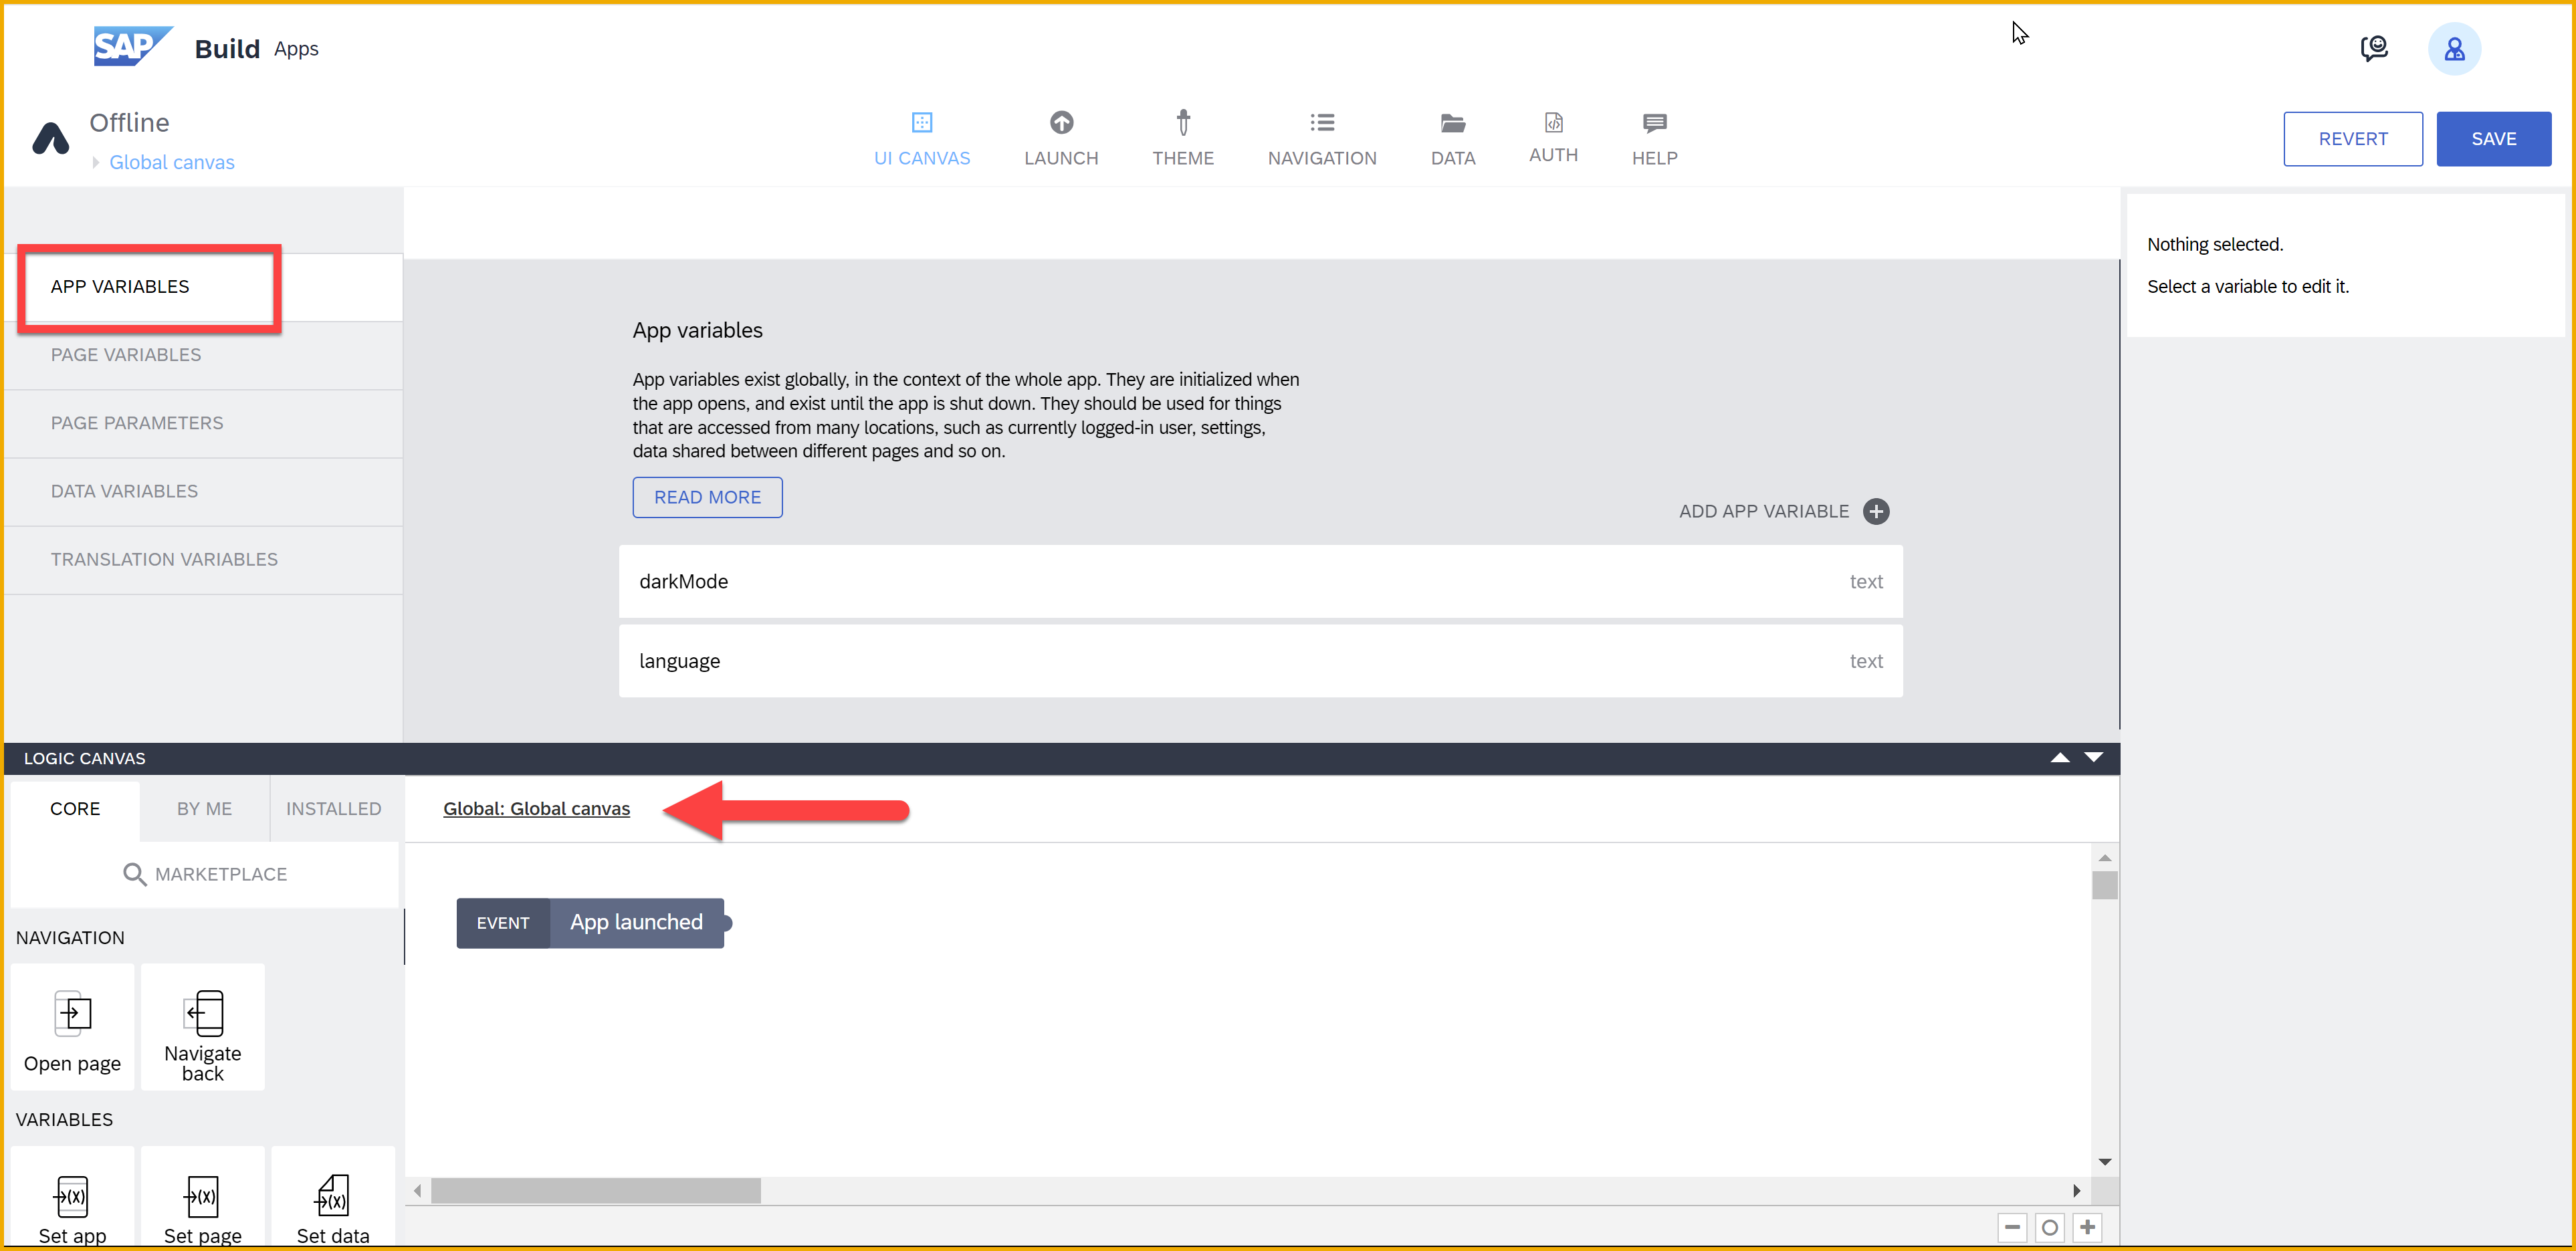 SAP Build Apps
Offline
Global canvas
UI CANVAS
LAUNCH
THEME
NAVIGATION
DATA
AUTH
HELP
REVERT
SAVE
APP VARIABLES
PAGE VARIABLES
PAGE PARAMETERS
DATA VARIABLES
TRANSLATION VARIABLES
App variables
App variables exist globally, in the context of the whole app. They are initialized when
the app opens, and exist until the app is shut down. They should be used for things
that are accessed from many locations, such as currently logged-in user, settings,
data shared between different pages and so on.
READ MORE
ADD APP VARIABLE
darkMode text
language text
Nothing selected.
Select a variable to edit it.
LOGIC CANVAS
CORE
BY ME
INSTALLED
MARKETPLACE
NAVIGATION
Open page
Navigate
back
VARIABLES
→(x)
→(x)
→(x)
Set app
Set page
Set data
Global: Global canvas
EVENT App launched